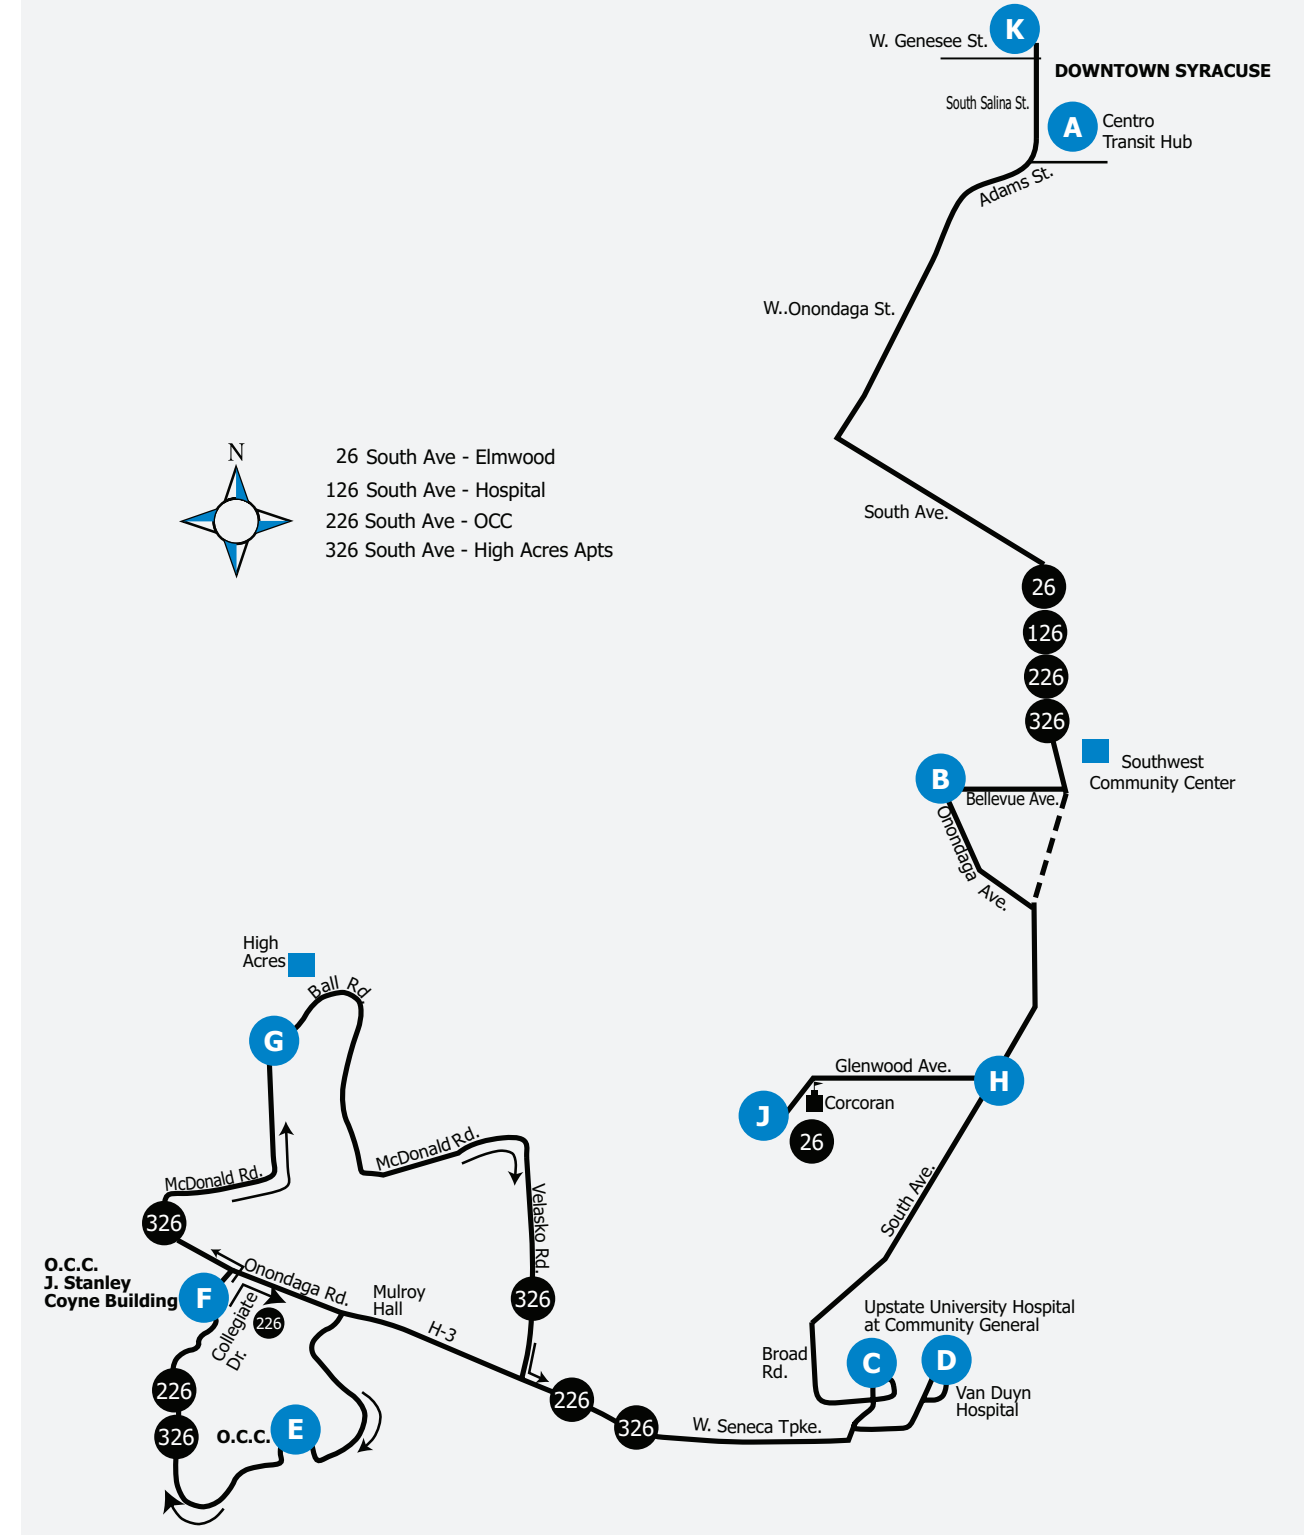 K
W. Genesee St.
DOWNTOWN SYRACUSE
South Salina St.
A
Centro
Transit Hub
Adams St.
W..Onondaga St.
N
26 South Ave - Elmwood
126 South Ave - Hospital
226 South Ave - OCC
326 South Ave - High Acres Apts
South Ave.
26
126
226
326
Southwest
Community Center
B
Bellevue Ave.
Onondaga Ave.
High
Acres
Ball Rd.
G
Glenwood Ave.
H
J
Corcoran
26
McDonald Rd.
McDonald Rd.
Velasko Rd.
South Ave.
326
O.C.C.
J. Stanley
Coyne Building
F
Onondaga Rd.
Collegiate
Dr.
226
Mulroy
Hall
H-3
326
Upstate University Hospital
at Community General
Broad
Rd.
C
D
Van Duyn
Hospital
226
326
226
326
W. Seneca Tpke.
O.C.C.
E